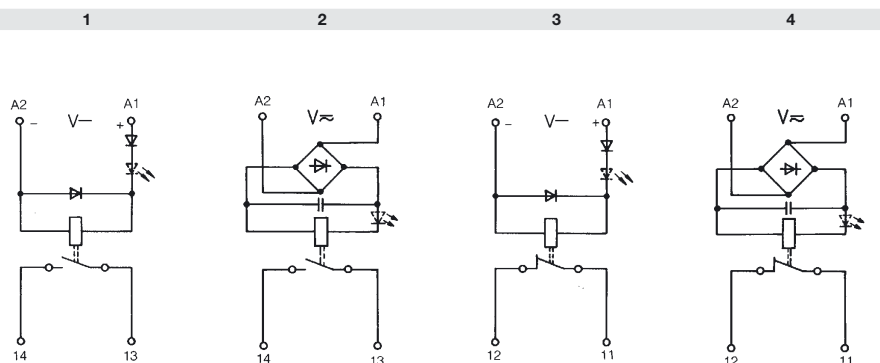 1 2 3 4
A2 V⎓ A1 A2 V≂ A1 A2 V⎓ A1 A2 V≂ A1
− + − +
14 13 14 13 12 11 12 11